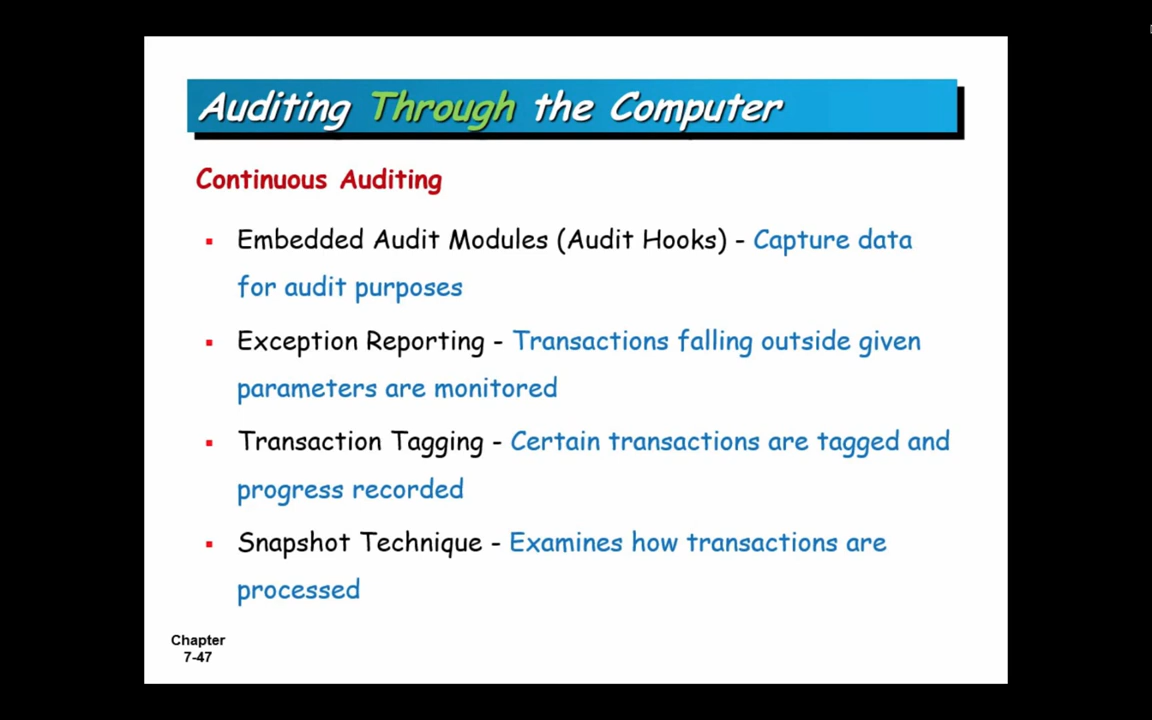 Auditing Through the Computer
Continuous Auditing
▪ Embedded Audit Modules (Audit Hooks) - Capture data
for audit purposes
▪ Exception Reporting - Transactions falling outside given
parameters are monitored
▪ Transaction Tagging - Certain transactions are tagged and
progress recorded
▪ Snapshot Technique - Examines how transactions are
processed
Chapter
7-47